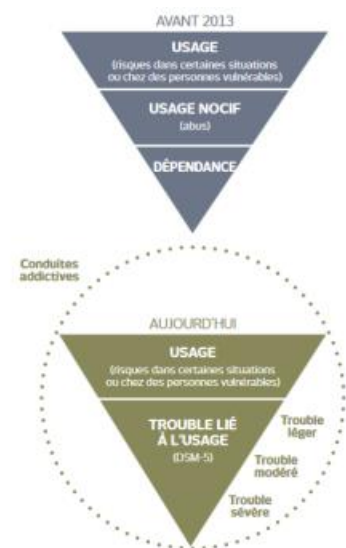 AVANT 2013
USAGE
(risques dans certaines situations
ou chez des personnes vulnérables)
USAGE NOCIF
(abus)
DÉPENDANCE
Conduites
addictives
AUJOURD'HUI
USAGE
(risques dans certaines situations
ou chez des personnes vulnérables)
TROUBLE LIÉ
À L'USAGE
(DSM-5)
Trouble
léger
Trouble
modéré
Trouble
sévère